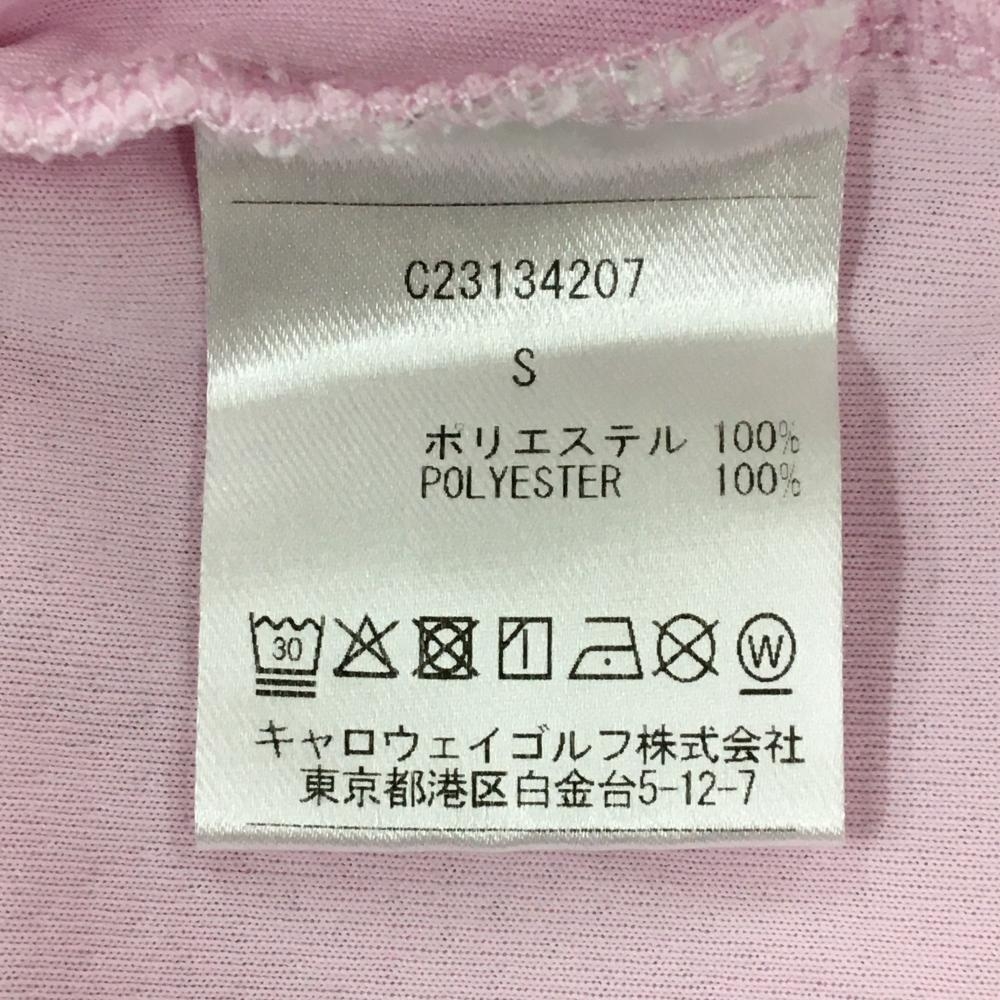 C23134207
S
ポリエステル 100%
POLYESTER 100%
30 W
キャロウェイゴルフ株式会社
東京都港区白金台5-12-7